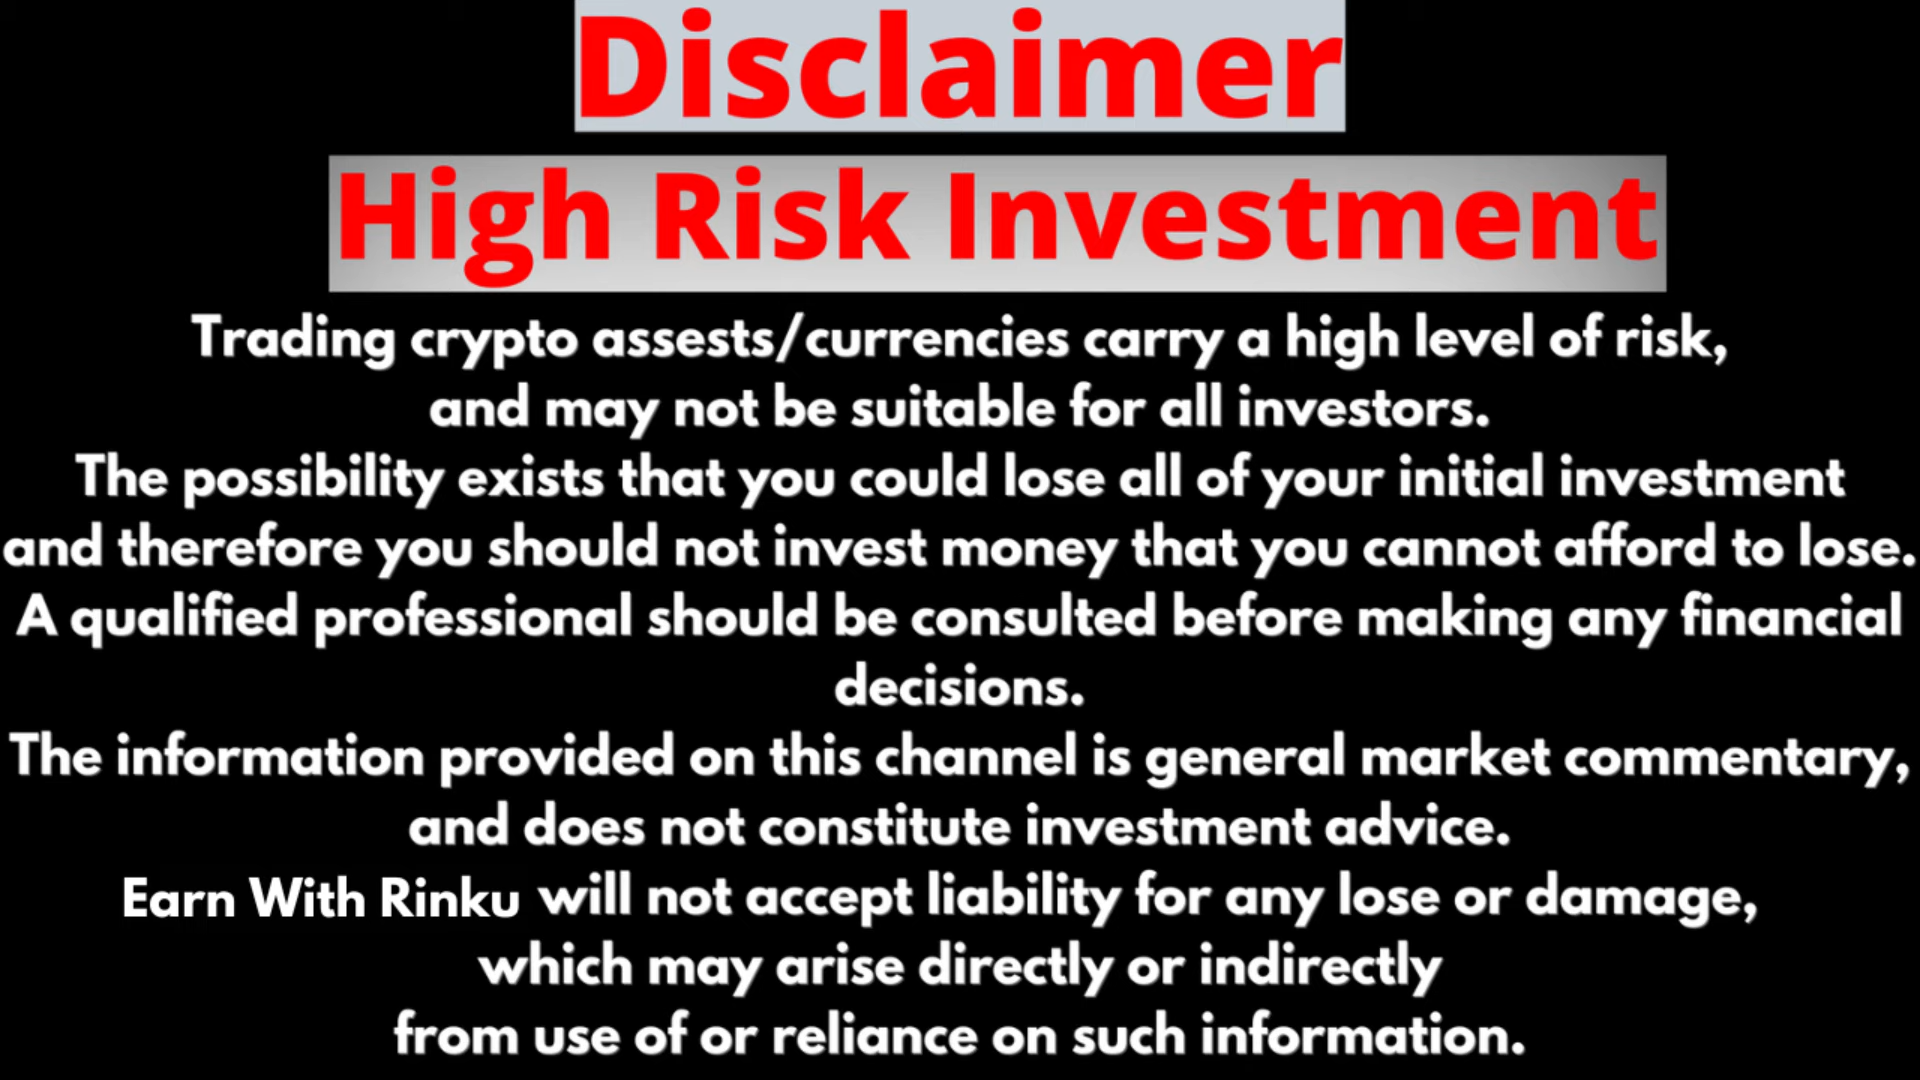 Disclaimer
High Risk Investment
Trading crypto assests/currencies carry a high level of risk,
and may not be suitable for all investors.
The possibility exists that you could lose all of your initial investment
and therefore you should not invest money that you cannot afford to lose.
A qualified professional should be consulted before making any financial
decisions.
The information provided on this channel is general market commentary,
and does not constitute investment advice.
Earn With Rinku will not accept liability for any lose or damage,
which may arise directly or indirectly
from use of or reliance on such information.